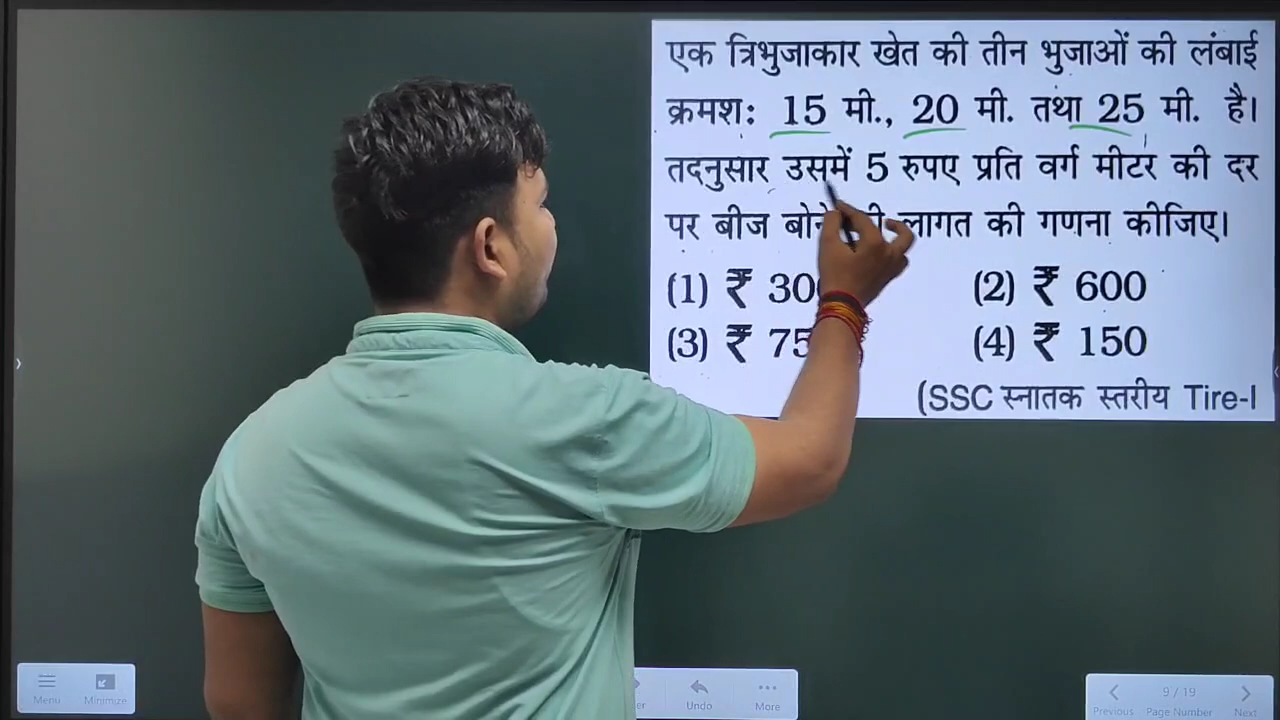 एक त्रिभुजाकार खेत की तीन भुजाओं की लंबाई
क्रमशः 15 मी., 20 मी. तथा 25 मी. है।
तदनुसार उसमें 5 रुपए प्रति वर्ग मीटर की दर
पर बीज लागत की गणना कीजिए।
(1) ₹ (2) ₹ 600
(3) ₹ (4) ₹ 150
(SSC स्नातक स्तरीय Tire-I
Menu Minimize Undo More Previous 9 / 19 Page Number Next